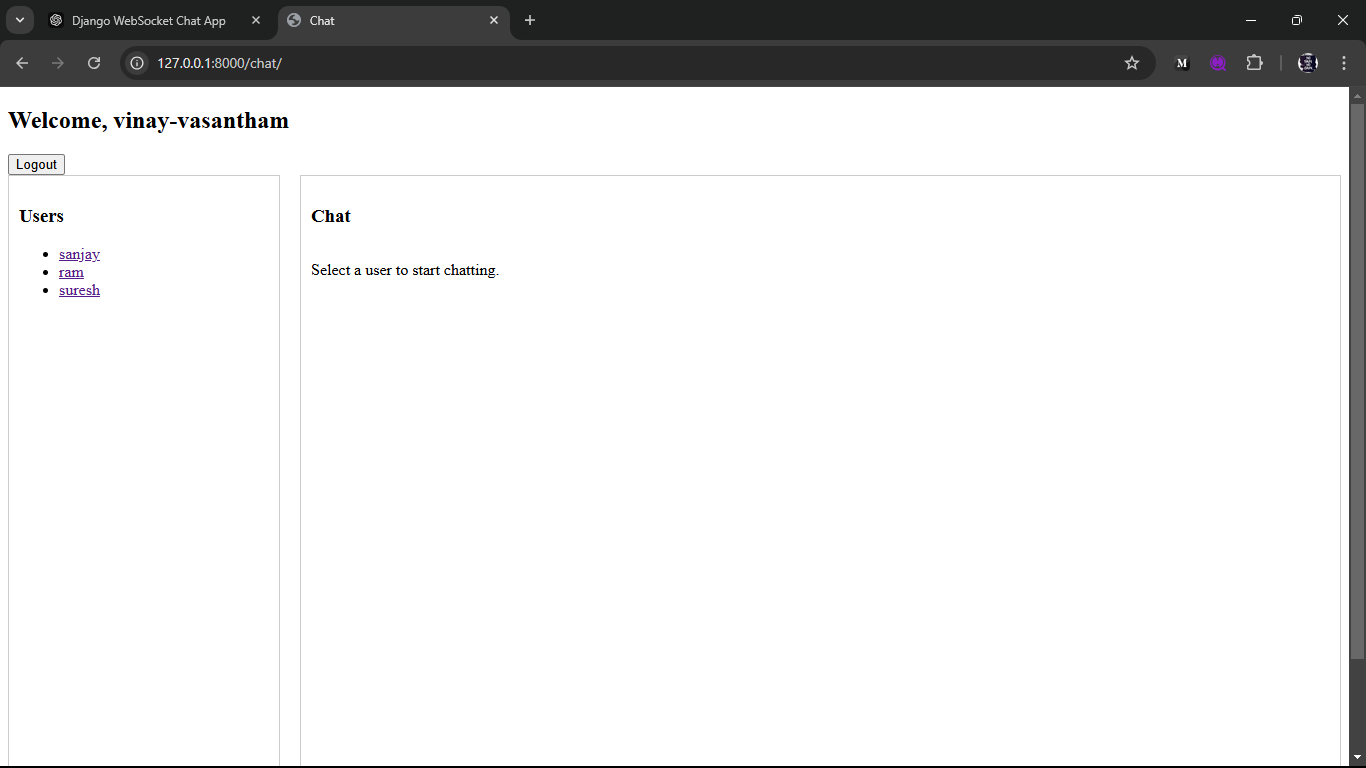 Django WebSocket Chat App
Chat
127.0.0.1:8000/chat/
M
Welcome, vinay-vasantham
Logout
Users
sanjay
ram
suresh
Chat
Select a user to start chatting.